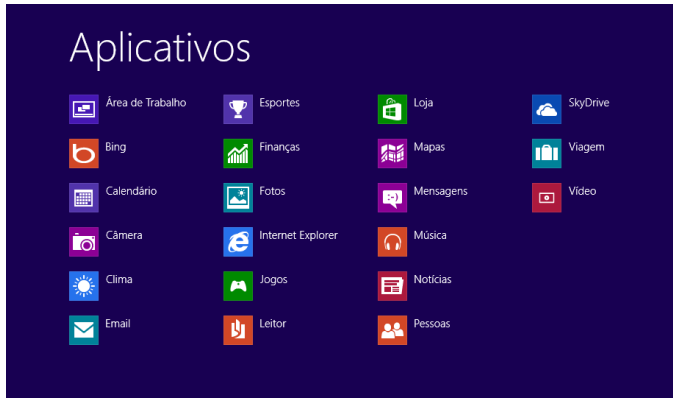 Aplicativos
Área de Trabalho
Bing
Calendário
Câmera
Clima
Email
Esportes
Finanças
Fotos
Internet Explorer
Jogos
Leitor
Loja
Mapas
Mensagens
Música
Notícias
Pessoas
SkyDrive
Viagem
Vídeo